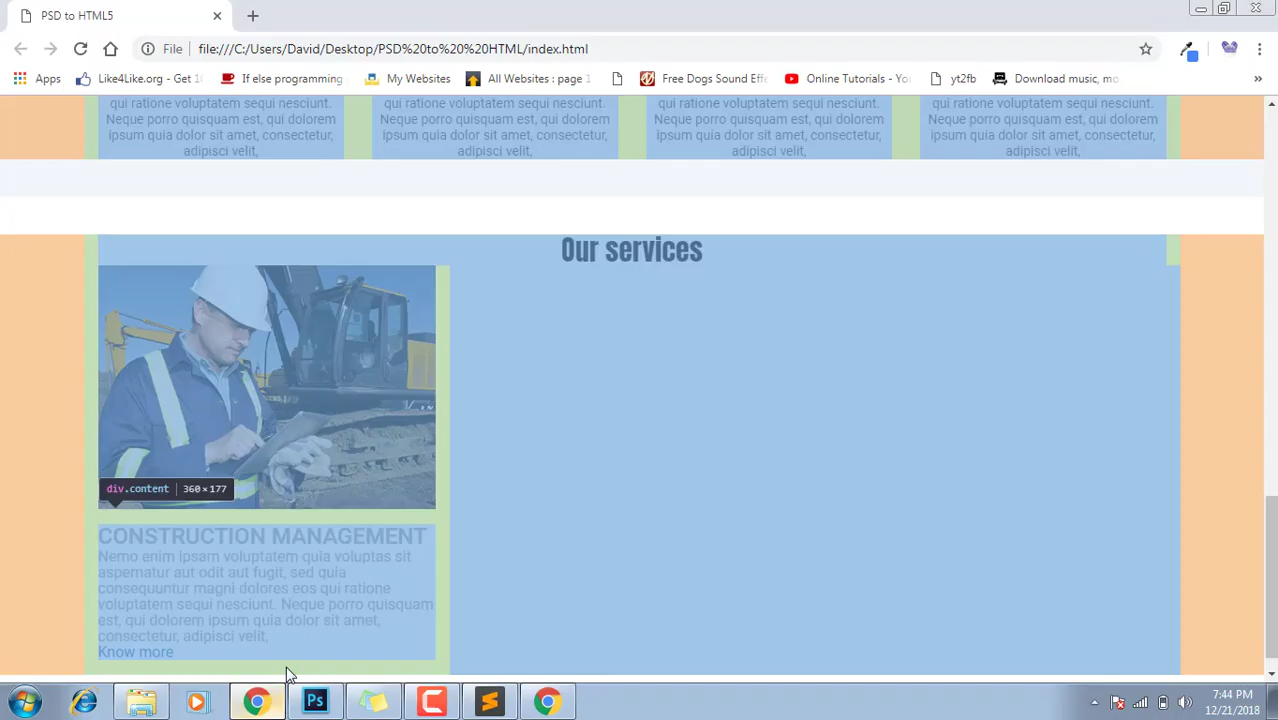 PSD to HTML5
File
file:///C:/Users/David/Desktop/PSD%20to%20%20HTML/index.html
Apps
Like4Like.org - Get 1
If else programming
My Websites
All Websites : page 1
Free Dogs Sound Effe
Online Tutorials - Yo
yt2fb
Download music, mo
»
qui ratione voluptatem sequi nesciunt. qui ratione voluptatem sequi nesciunt. qui ratione voluptatem sequi nesciunt. qui ratione voluptatem sequi nesciunt.
Neque porro quisquam est, qui dolorem Neque porro quisquam est, qui dolorem Neque porro quisquam est, qui dolorem Neque porro quisquam est, qui dolorem
ipsum quia dolor sit amet, consectetur, ipsum quia dolor sit amet, consectetur, ipsum quia dolor sit amet, consectetur, ipsum quia dolor sit amet, consectetur,
adipisci velit, adipisci velit, adipisci velit, adipisci velit,
Our services
div.content 360×177
CONSTRUCTION MANAGEMENT
Nemo enim ipsam voluptatem quia voluptas sit
aspernatur aut odit aut fugit, sed quia
consequuntur magni dolores eos qui ratione
voluptatem sequi nesciunt. Neque porro quisquam
est, qui dolorem ipsum quia dolor sit amet,
consectetur, adipisci velit,
Know more
Ps
7:44 PM
12/21/2018